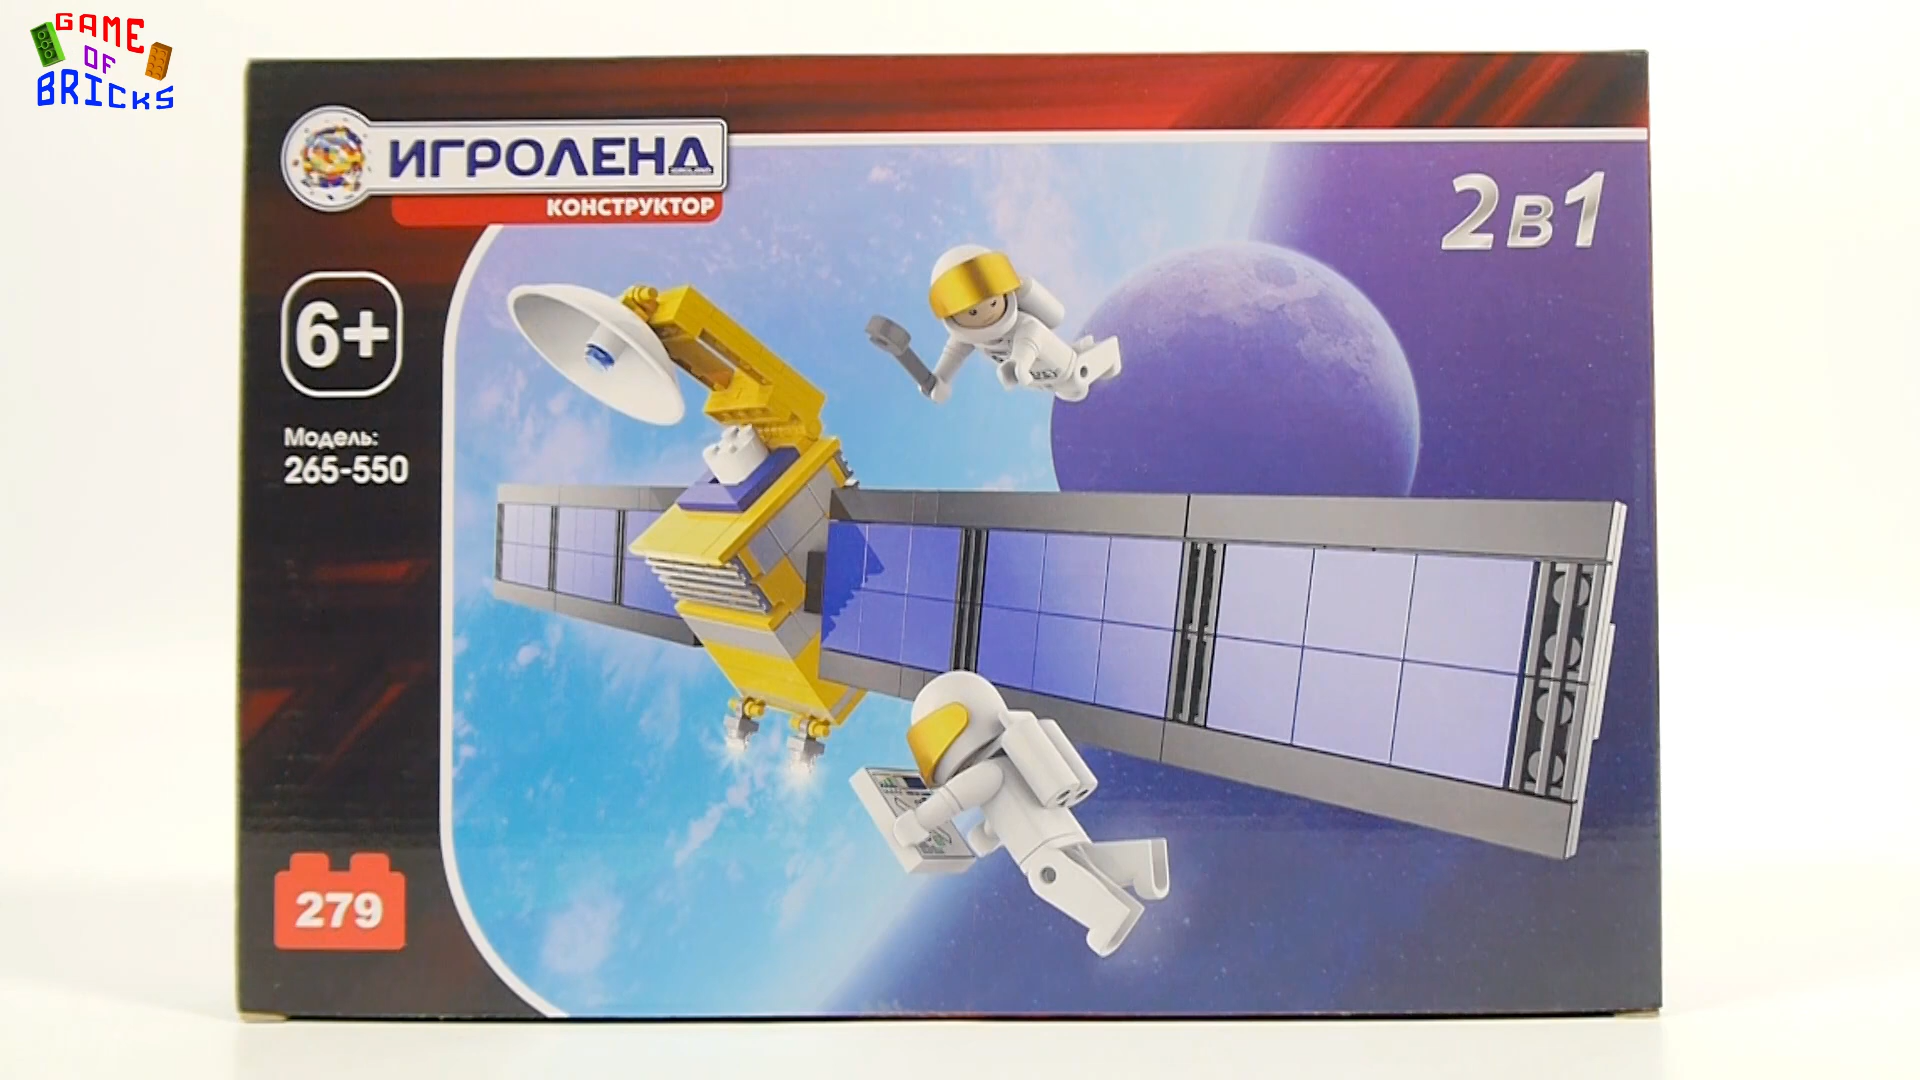 GAME
OF
BRICKS
ИГРОЛЕНД
КОНСТРУКТОР
2в1
6+
Модель:
265-550
279